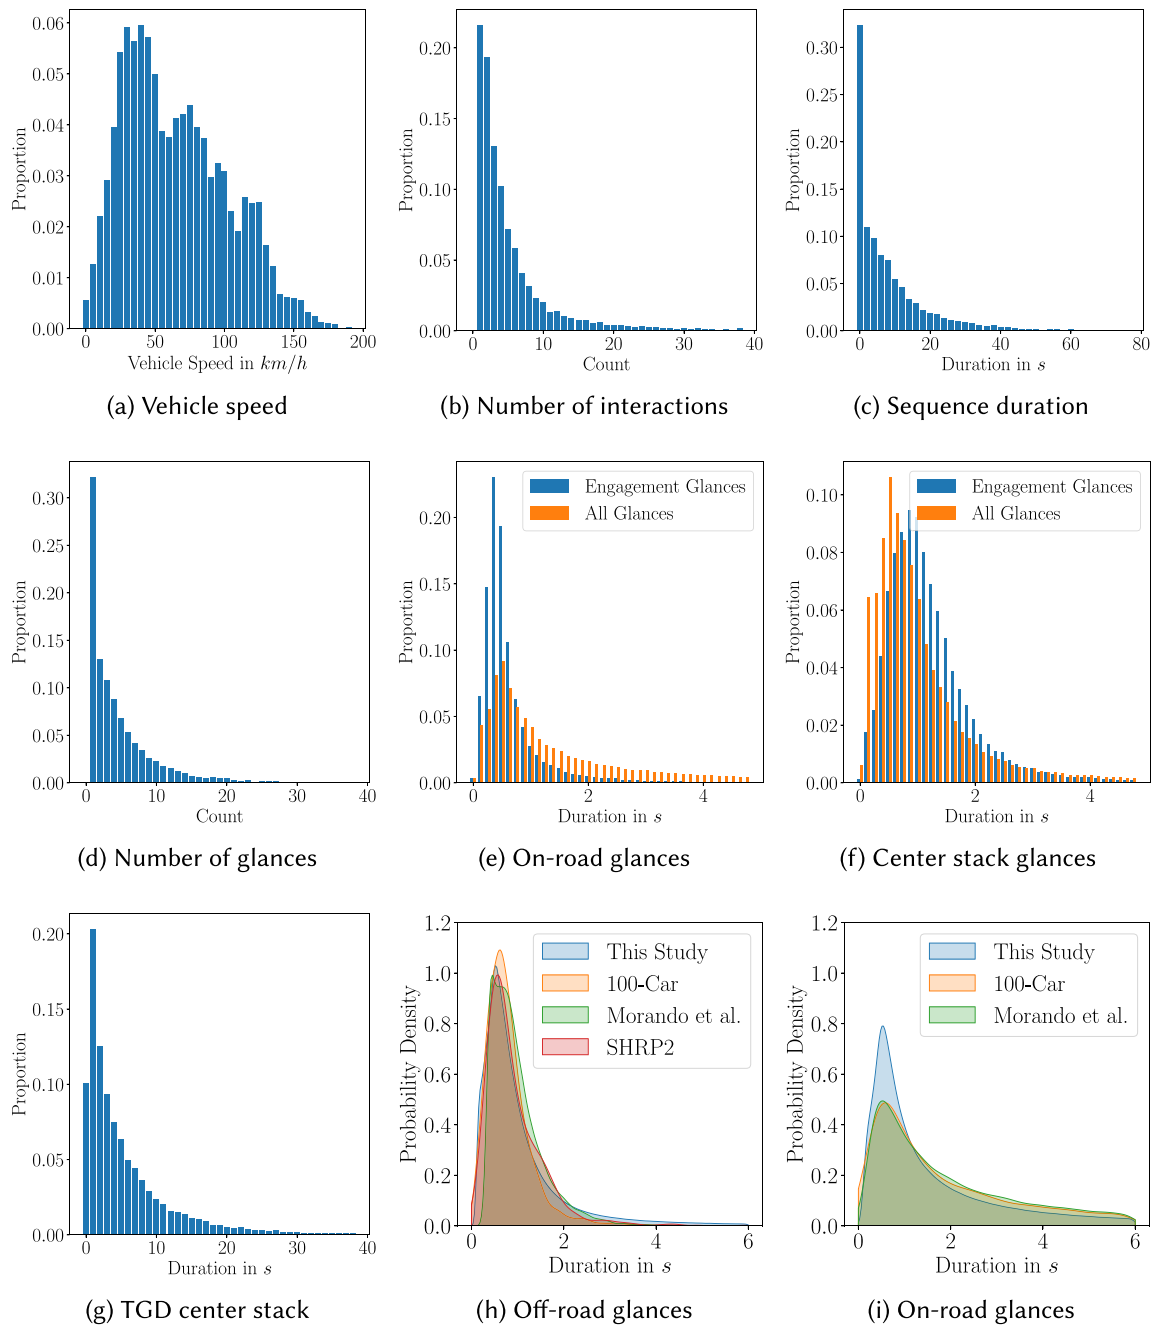 0.06
0.05
0.04
0.03
0.02
0.01
0.00
Proportion
0 50 100 150 200
Vehicle Speed in km/h
(a) Vehicle speed
0.20
0.15
0.10
0.05
0.00
Proportion
0 10 20 30 40
Count
(b) Number of interactions
0.30
0.25
0.20
0.15
0.10
0.05
0.00
Proportion
0 20 40 60 80
Duration in s
(c) Sequence duration
0.30
0.25
0.20
0.15
0.10
0.05
0.00
Proportion
0 10 20 30 40
Count
(d) Number of glances
Engagement Glances
All Glances
0.20
0.15
0.10
0.05
0.00
Proportion
0 2 4
Duration in s
(e) On-road glances
Engagement Glances
All Glances
0.10
0.08
0.06
0.04
0.02
0.00
Proportion
0 2 4
Duration in s
(f) Center stack glances
0.20
0.15
0.10
0.05
0.00
Proportion
0 10 20 30 40
Duration in s
(g) TGD center stack
1.2
1.0
0.8
0.6
0.4
0.2
0.0
Probability Density
This Study
100-Car
Morando et al.
SHRP2
0 2 4 6
Duration in s
(h) Off-road glances
1.2
1.0
0.8
0.6
0.4
0.2
0.0
Probability Density
This Study
100-Car
Morando et al.
0 2 4 6
Duration in s
(i) On-road glances